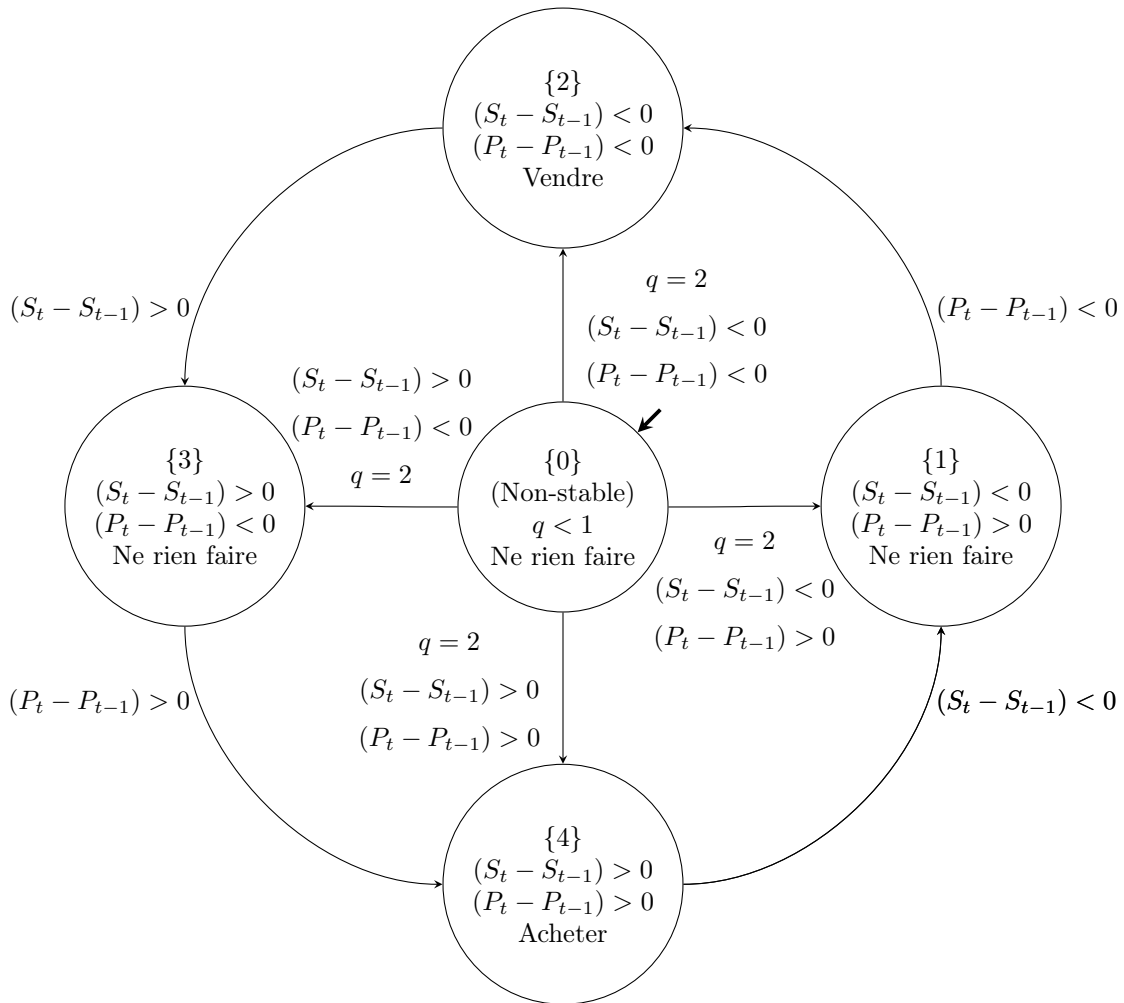 {2}
(S_t − S_{t−1}) < 0
(P_t − P_{t−1}) < 0
Vendre
q = 2
(S_t − S_{t−1}) < 0
(P_t − P_{t−1}) < 0
(S_t − S_{t−1}) > 0
(P_t − P_{t−1}) < 0
(S_t − S_{t−1}) > 0
(P_t − P_{t−1}) < 0
q = 2
{3}
(S_t − S_{t−1}) > 0
(P_t − P_{t−1}) < 0
Ne rien faire
{0}
(Non-stable)
q < 1
Ne rien faire
{1}
(S_t − S_{t−1}) < 0
(P_t − P_{t−1}) > 0
Ne rien faire
q = 2
(S_t − S_{t−1}) < 0
(P_t − P_{t−1}) > 0
q = 2
(S_t − S_{t−1}) > 0
(P_t − P_{t−1}) > 0
(P_t − P_{t−1}) > 0
(S_t − S_{t−1}) < 0
{4}
(S_t − S_{t−1}) > 0
(P_t − P_{t−1}) > 0
Acheter